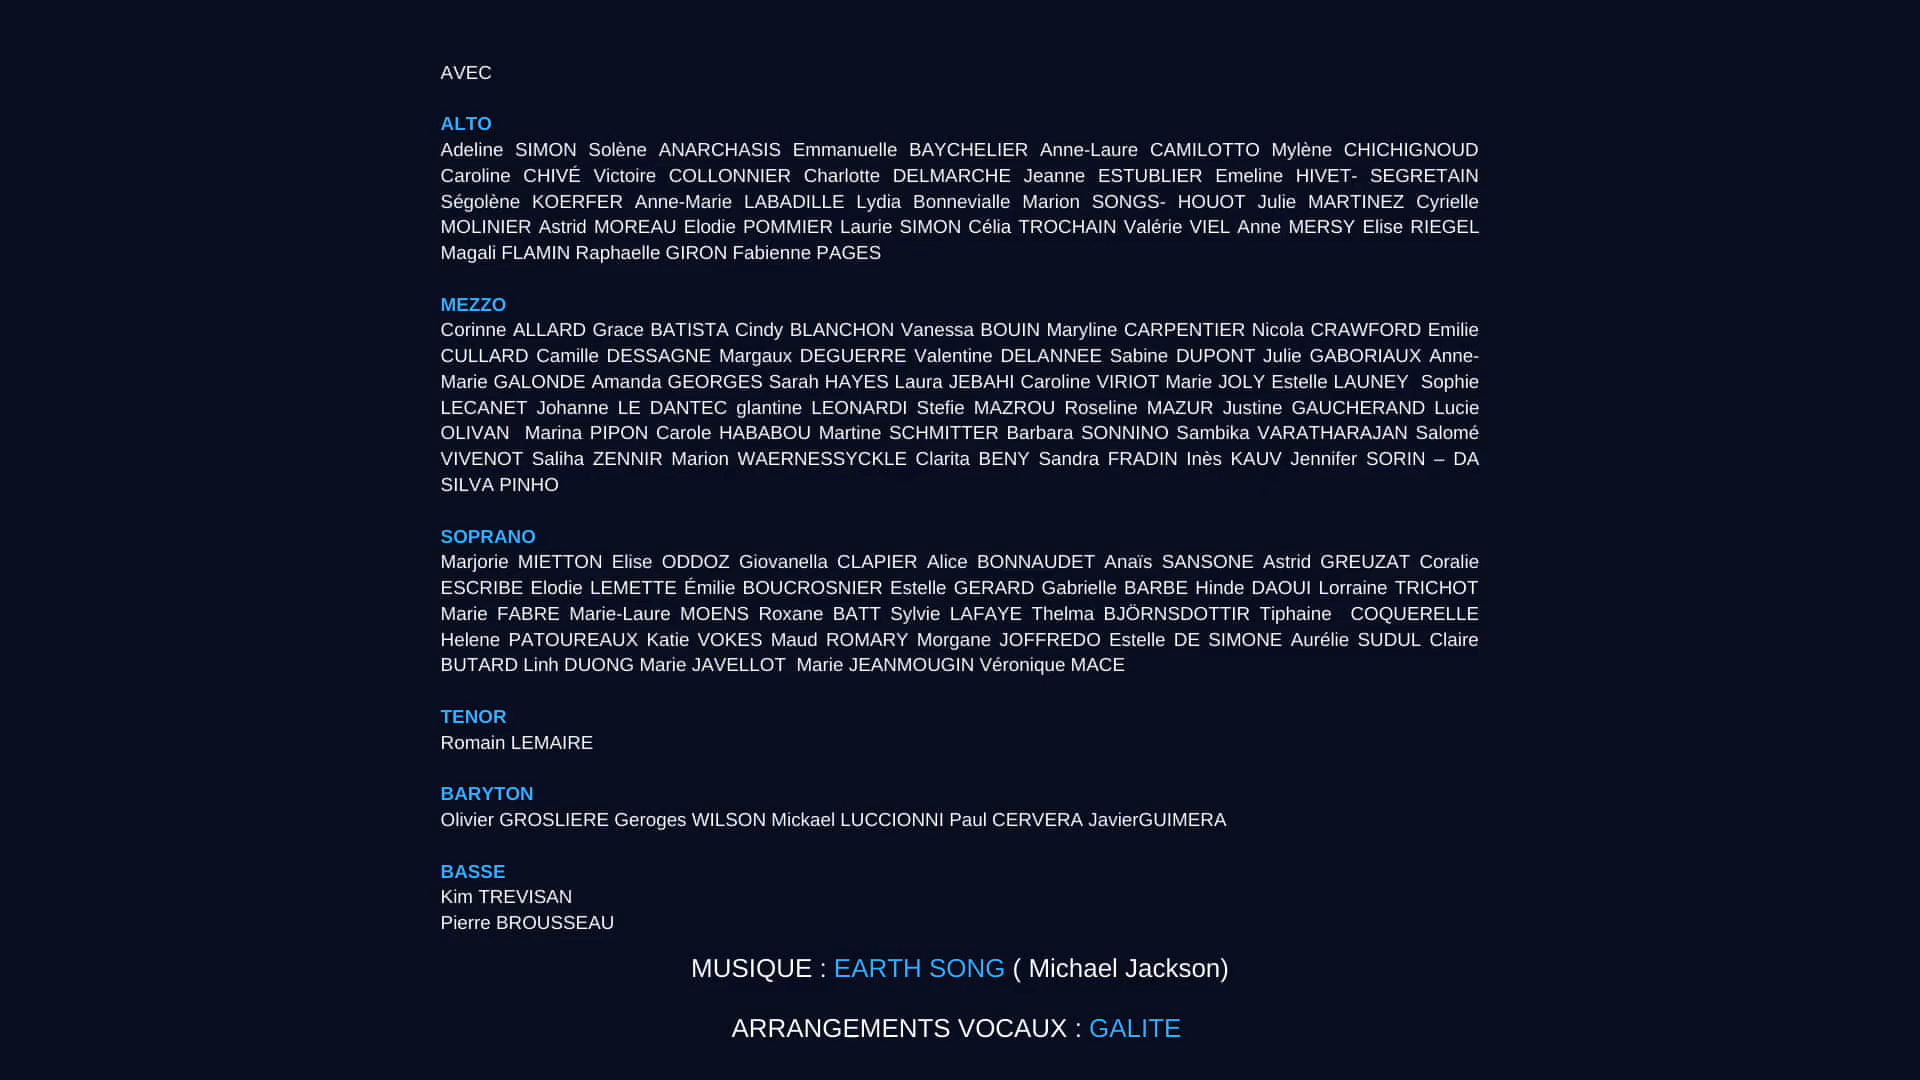 AVEC
ALTO
Adeline SIMON Solène ANARCHASIS Emmanuelle BAYCHELIER Anne-Laure CAMILOTTO Mylène CHICHIGNOUD
Caroline CHIVÉ Victoire COLLONNIER Charlotte DELMARCHE Jeanne ESTUBLIER Emeline HIVET- SEGRETAIN
Ségolène KOERFER Anne-Marie LABADILLE Lydia Bonnevialle Marion SONGS- HOUOT Julie MARTINEZ Cyrielle
MOLINIER Astrid MOREAU Elodie POMMIER Laurie SIMON Célia TROCHAIN Valérie VIEL Anne MERSY Elise RIEGEL
Magali FLAMIN Raphaelle GIRON Fabienne PAGES
MEZZO
Corinne ALLARD Grace BATISTA Cindy BLANCHON Vanessa BOUIN Maryline CARPENTIER Nicola CRAWFORD Emilie
CULLARD Camille DESSAGNE Margaux DEGUERRE Valentine DELANNEE Sabine DUPONT Julie GABORIAUX Anne-
Marie GALONDE Amanda GEORGES Sarah HAYES Laura JEBAHI Caroline VIRIOT Marie JOLY Estelle LAUNEY Sophie
LECANET Johanne LE DANTEC glantine LEONARDI Stefie MAZROU Roseline MAZUR Justine GAUCHERAND Lucie
OLIVAN Marina PIPON Carole HABABOU Martine SCHMITTER Barbara SONNINO Sambika VARATHARAJAN Salomé
VIVENOT Saliha ZENNIR Marion WAERNESSYCKLE Clarita BENY Sandra FRADIN Inès KAUV Jennifer SORIN – DA
SILVA PINHO
SOPRANO
Marjorie MIETTON Elise ODDOZ Giovanella CLAPIER Alice BONNAUDET Anaïs SANSONE Astrid GREUZAT Coralie
ESCRIBE Elodie LEMETTE Émilie BOUCROSNIER Estelle GERARD Gabrielle BARBE Hinde DAOUI Lorraine TRICHOT
Marie FABRE Marie-Laure MOENS Roxane BATT Sylvie LAFAYE Thelma BJÖRNSDOTTIR Tiphaine COQUERELLE
Helene PATOUREAUX Katie VOKES Maud ROMARY Morgane JOFFREDO Estelle DE SIMONE Aurélie SUDUL Claire
BUTARD Linh DUONG Marie JAVELLOT Marie JEANMOUGIN Véronique MACE
TENOR
Romain LEMAIRE
BARYTON
Olivier GROSLIERE Geroges WILSON Mickael LUCCIONNI Paul CERVERA JavierGUIMERA
BASSE
Kim TREVISAN
Pierre BROUSSEAU
MUSIQUE : EARTH SONG ( Michael Jackson)
ARRANGEMENTS VOCAUX : GALITE